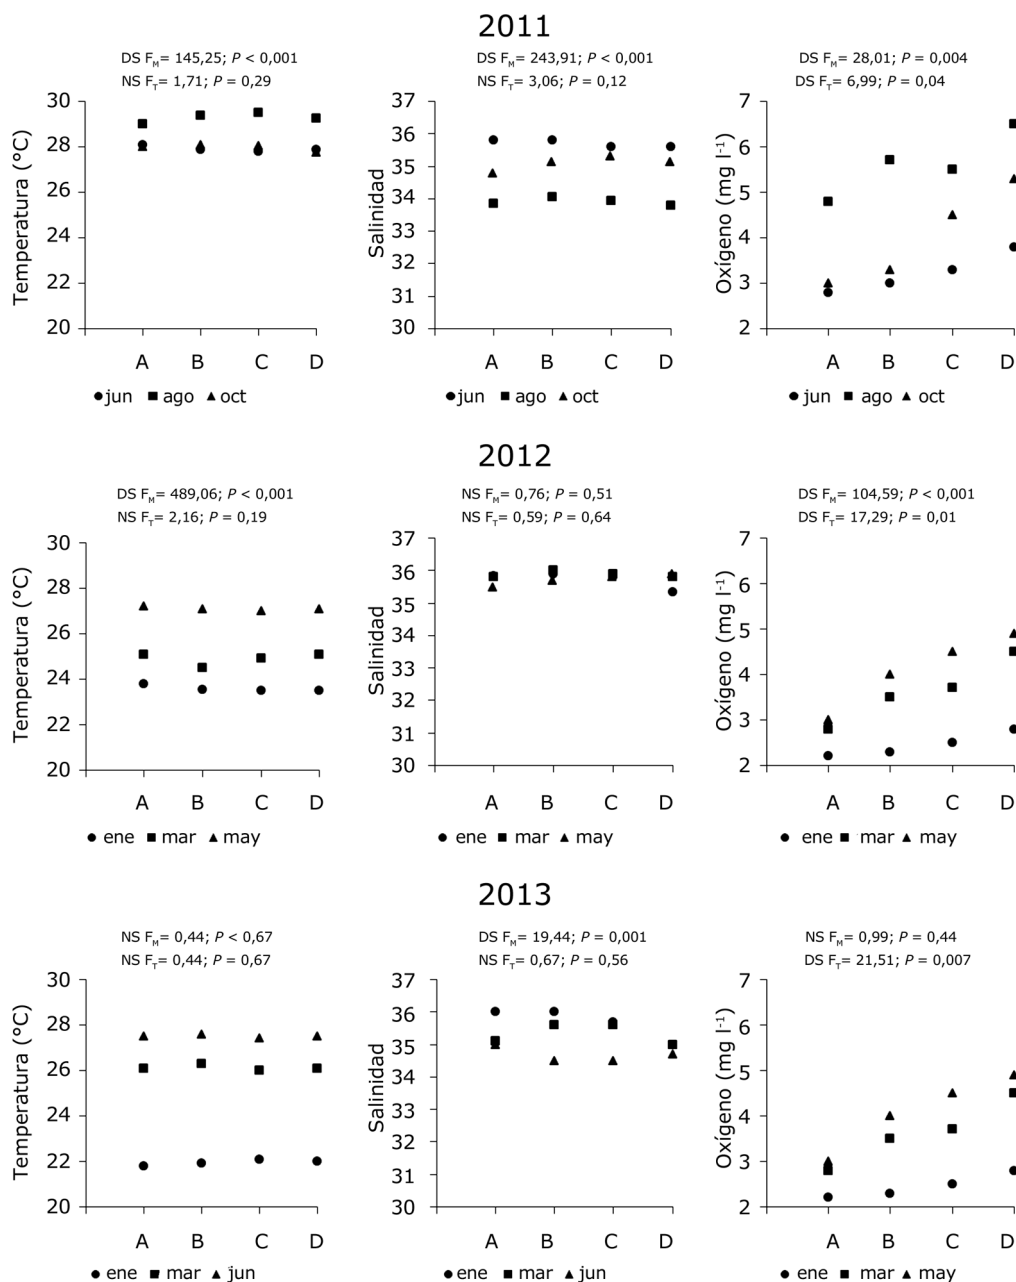 2011
DS F_M= 145,25; P < 0,001
NS F_T= 1,71; P = 0,29
Temperatura (°C)
30
28
26
24
22
20
A B C D
● jun ■ ago ▲ oct
DS F_M= 243,91; P < 0,001
NS F_T= 3,06; P = 0,12
Salinidad
37
36
35
34
33
32
31
30
A B C D
● jun ■ ago ▲ oct
DS F_M= 28,01; P = 0,004
DS F_T= 6,99; P = 0,04
Oxígeno (mg l⁻¹)
7
6
5
4
3
2
A B C D
● jun ■ ago ▲ oct
2012
DS F_M= 489,06; P < 0,001
NS F_T= 2,16; P = 0,19
Temperatura (°C)
30
28
26
24
22
20
A B C D
● ene ■ mar ▲ may
NS F_M= 0,76; P = 0,51
NS F_T= 0,59; P = 0,64
Salinidad
37
36
35
34
33
32
31
30
A B C D
● ene ■ mar ▲ may
DS F_M= 104,59; P < 0,001
DS F_T= 17,29; P = 0,01
Oxígeno (mg l⁻¹)
7
6
5
4
3
2
A B C D
● ene ■ mar ▲ may
2013
NS F_M= 0,44; P < 0,67
NS F_T= 0,44; P = 0,67
Temperatura (°C)
30
28
26
24
22
20
A B C D
● ene ■ mar ▲ jun
DS F_M= 19,44; P = 0,001
NS F_T= 0,67; P = 0,56
Salinidad
37
36
35
34
33
32
31
30
A B C D
● ene ■ mar ▲ jun
NS F_M= 0,99; P = 0,44
DS F_T= 21,51; P = 0,007
Oxígeno (mg l⁻¹)
7
6
5
4
3
2
A B C D
● ene ■ mar ▲ may